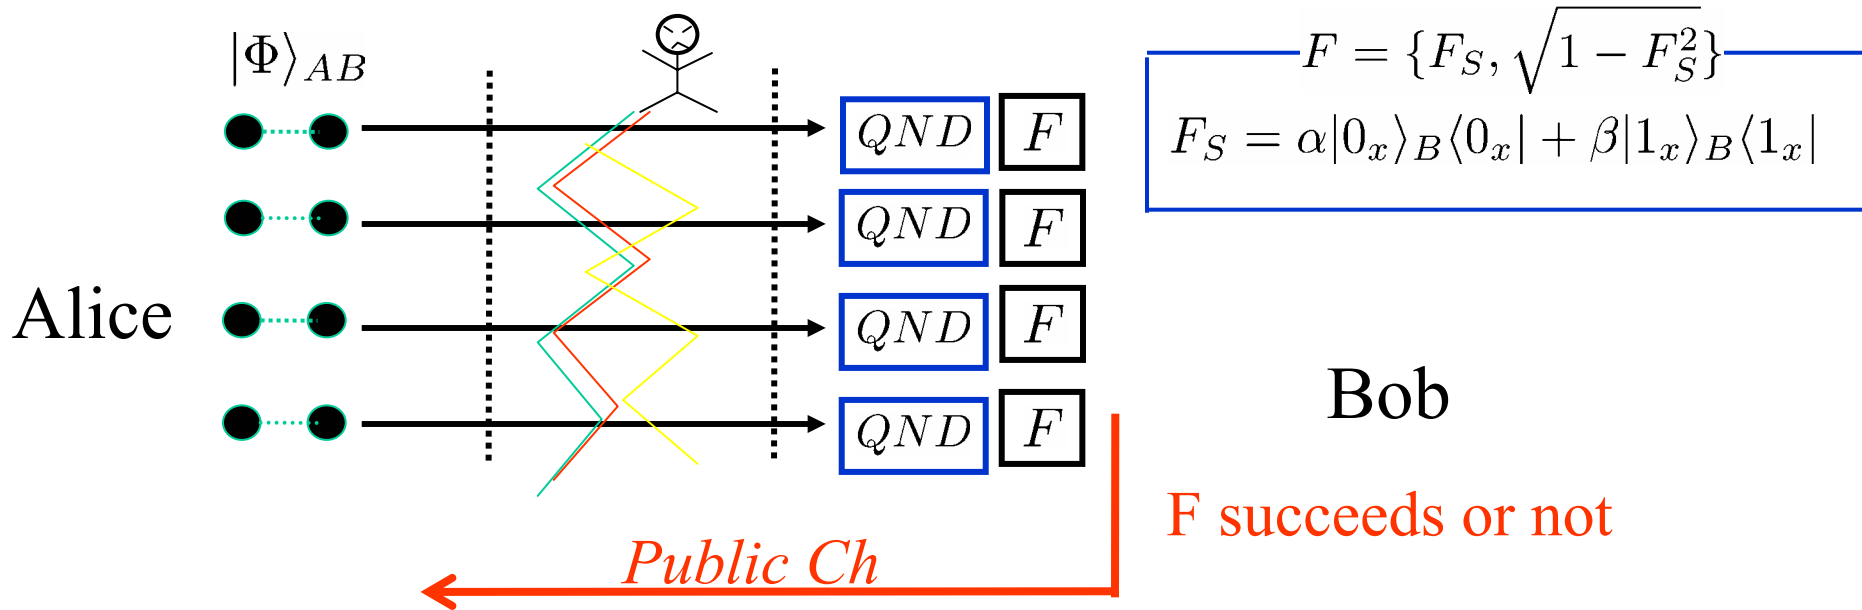 |Φ⟩_{AB}
F = {F_S, √(1 − F_S^2)}
F_S = α|0_x⟩_B⟨0_x| + β|1_x⟩_B⟨1_x|
QND F
QND F
QND F
QND F
Alice
Bob
F succeeds or not
Public Ch